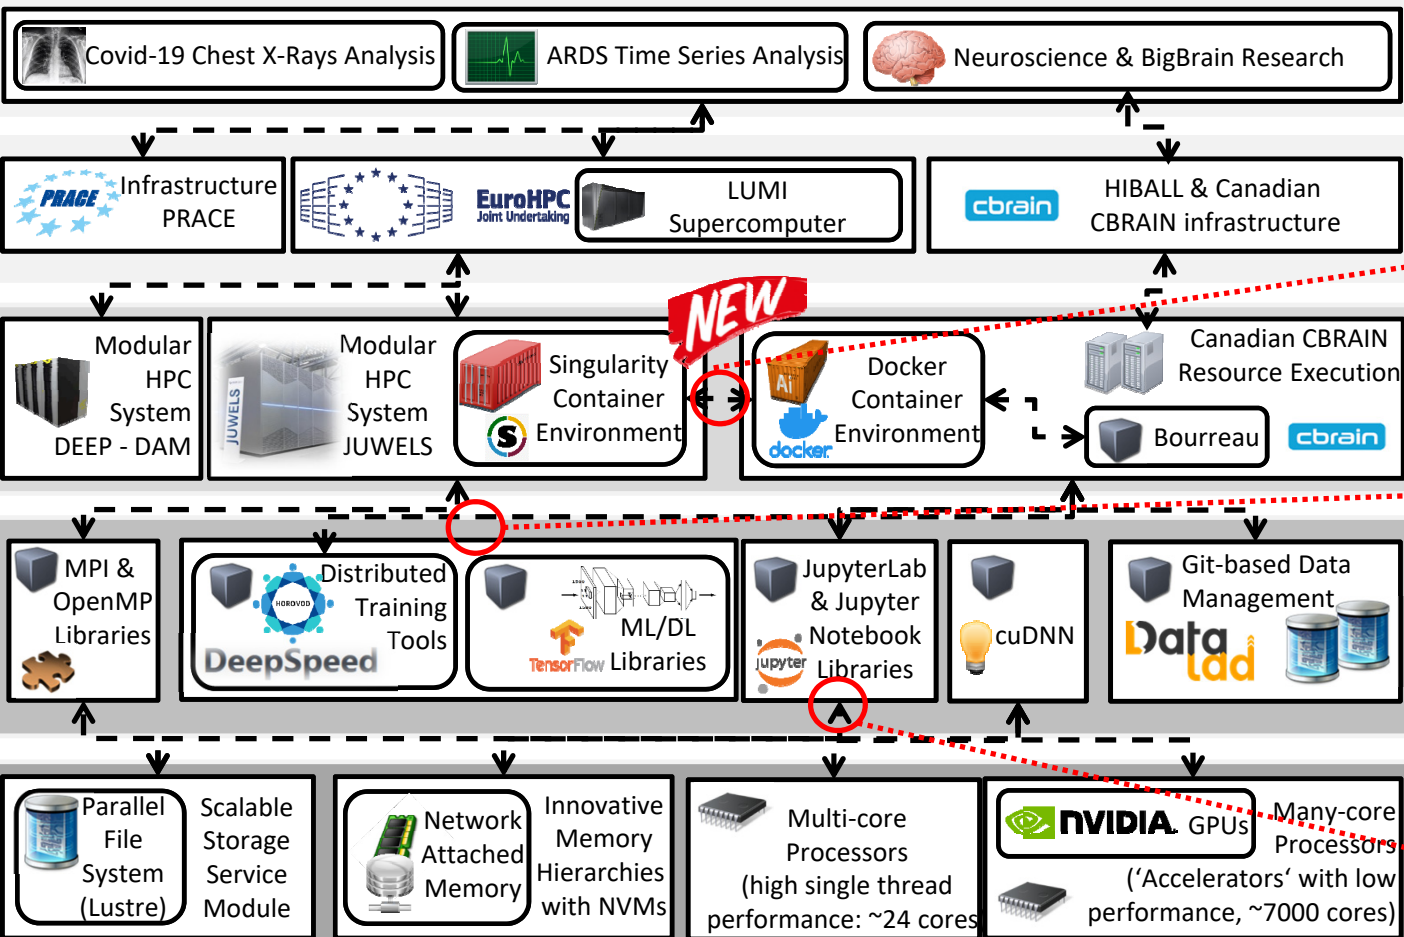 Covid-19 Chest X-Rays Analysis
ARDS Time Series Analysis
Neuroscience & BigBrain Research
PRACE
Infrastructure
PRACE
EuroHPC
Joint Undertaking
LUMI
Supercomputer
cbrain
HIBALL & Canadian
CBRAIN infrastructure
NEW
Modular
HPC
System
DEEP - DAM
JUWELS
Modular
HPC
System
JUWELS
Singularity
Container
Environment
S
Ai
docker
Docker
Container
Environment
Canadian CBRAIN
Resource Execution
Bourreau
cbrain
MPI &
OpenMP
Libraries
HOROVOD
Distributed
Training
Tools
DeepSpeed
TensorFlow
ML/DL
Libraries
jupyter
JupyterLab
& Jupyter
Notebook
Libraries
cuDNN
Git-based Data
Management
Data
Lad
Parallel
File
System
(Lustre)
Scalable
Storage
Service
Module
Network
Attached
Memory
Innovative
Memory
Hierarchies
with NVMs
Multi-core
Processors
(high single thread
performance: ~24 cores
NVIDIA. GPUs
Many-core
Processors
(‘Accelerators‘ with low
performance, ~7000 cores)